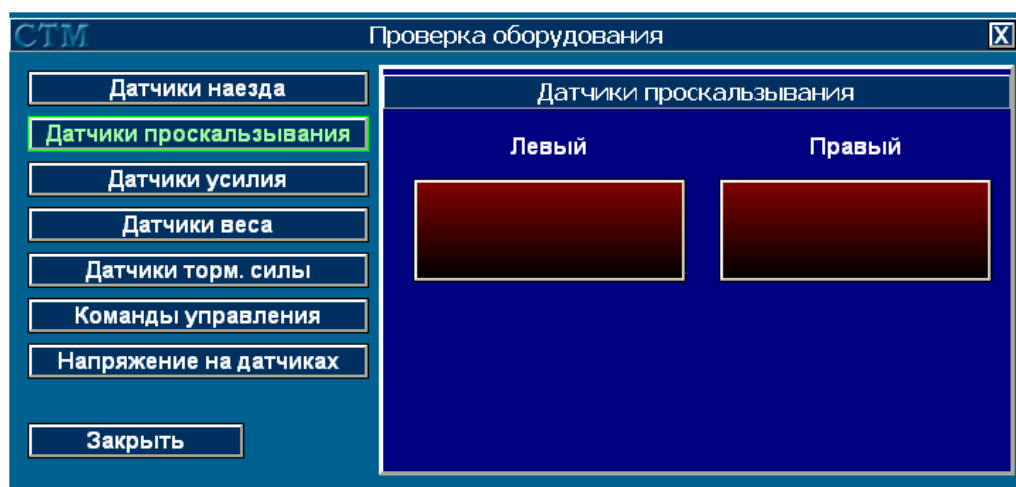 СТМ
Проверка оборудования
X
Датчики наезда
Датчики проскальзывания
Датчики усилия
Датчики веса
Датчики торм. силы
Команды управления
Напряжение на датчиках
Закрыть
Датчики проскальзывания
Левый
Правый